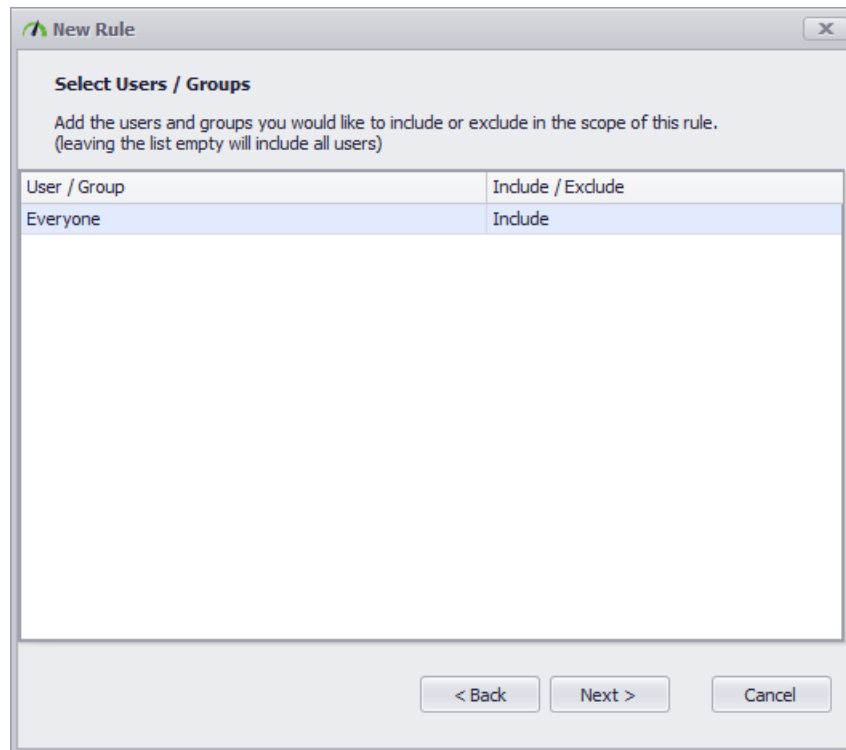 New Rule
Select Users / Groups
Add the users and groups you would like to include or exclude in the scope of this rule.
(leaving the list empty will include all users)
User / Group Include / Exclude
Everyone Include
< Back Next > Cancel